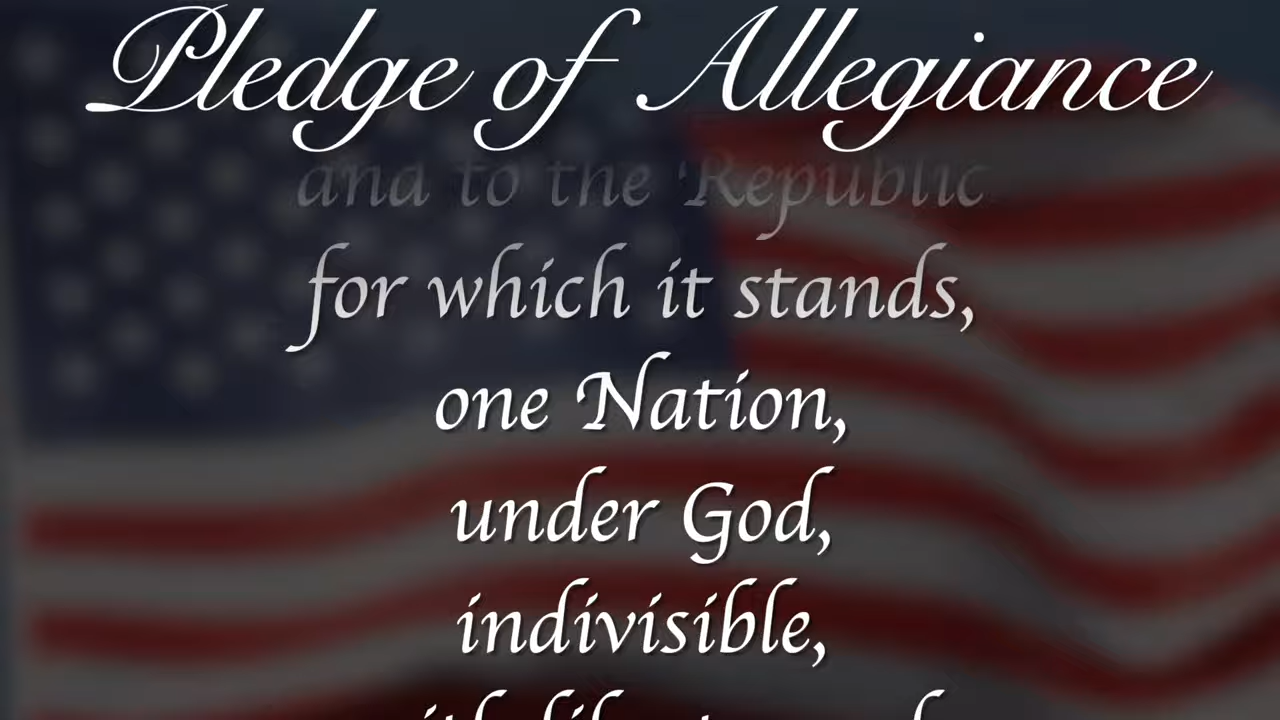 Pledge of Allegiance
and to the Republic
for which it stands,
one Nation,
under God,
indivisible,